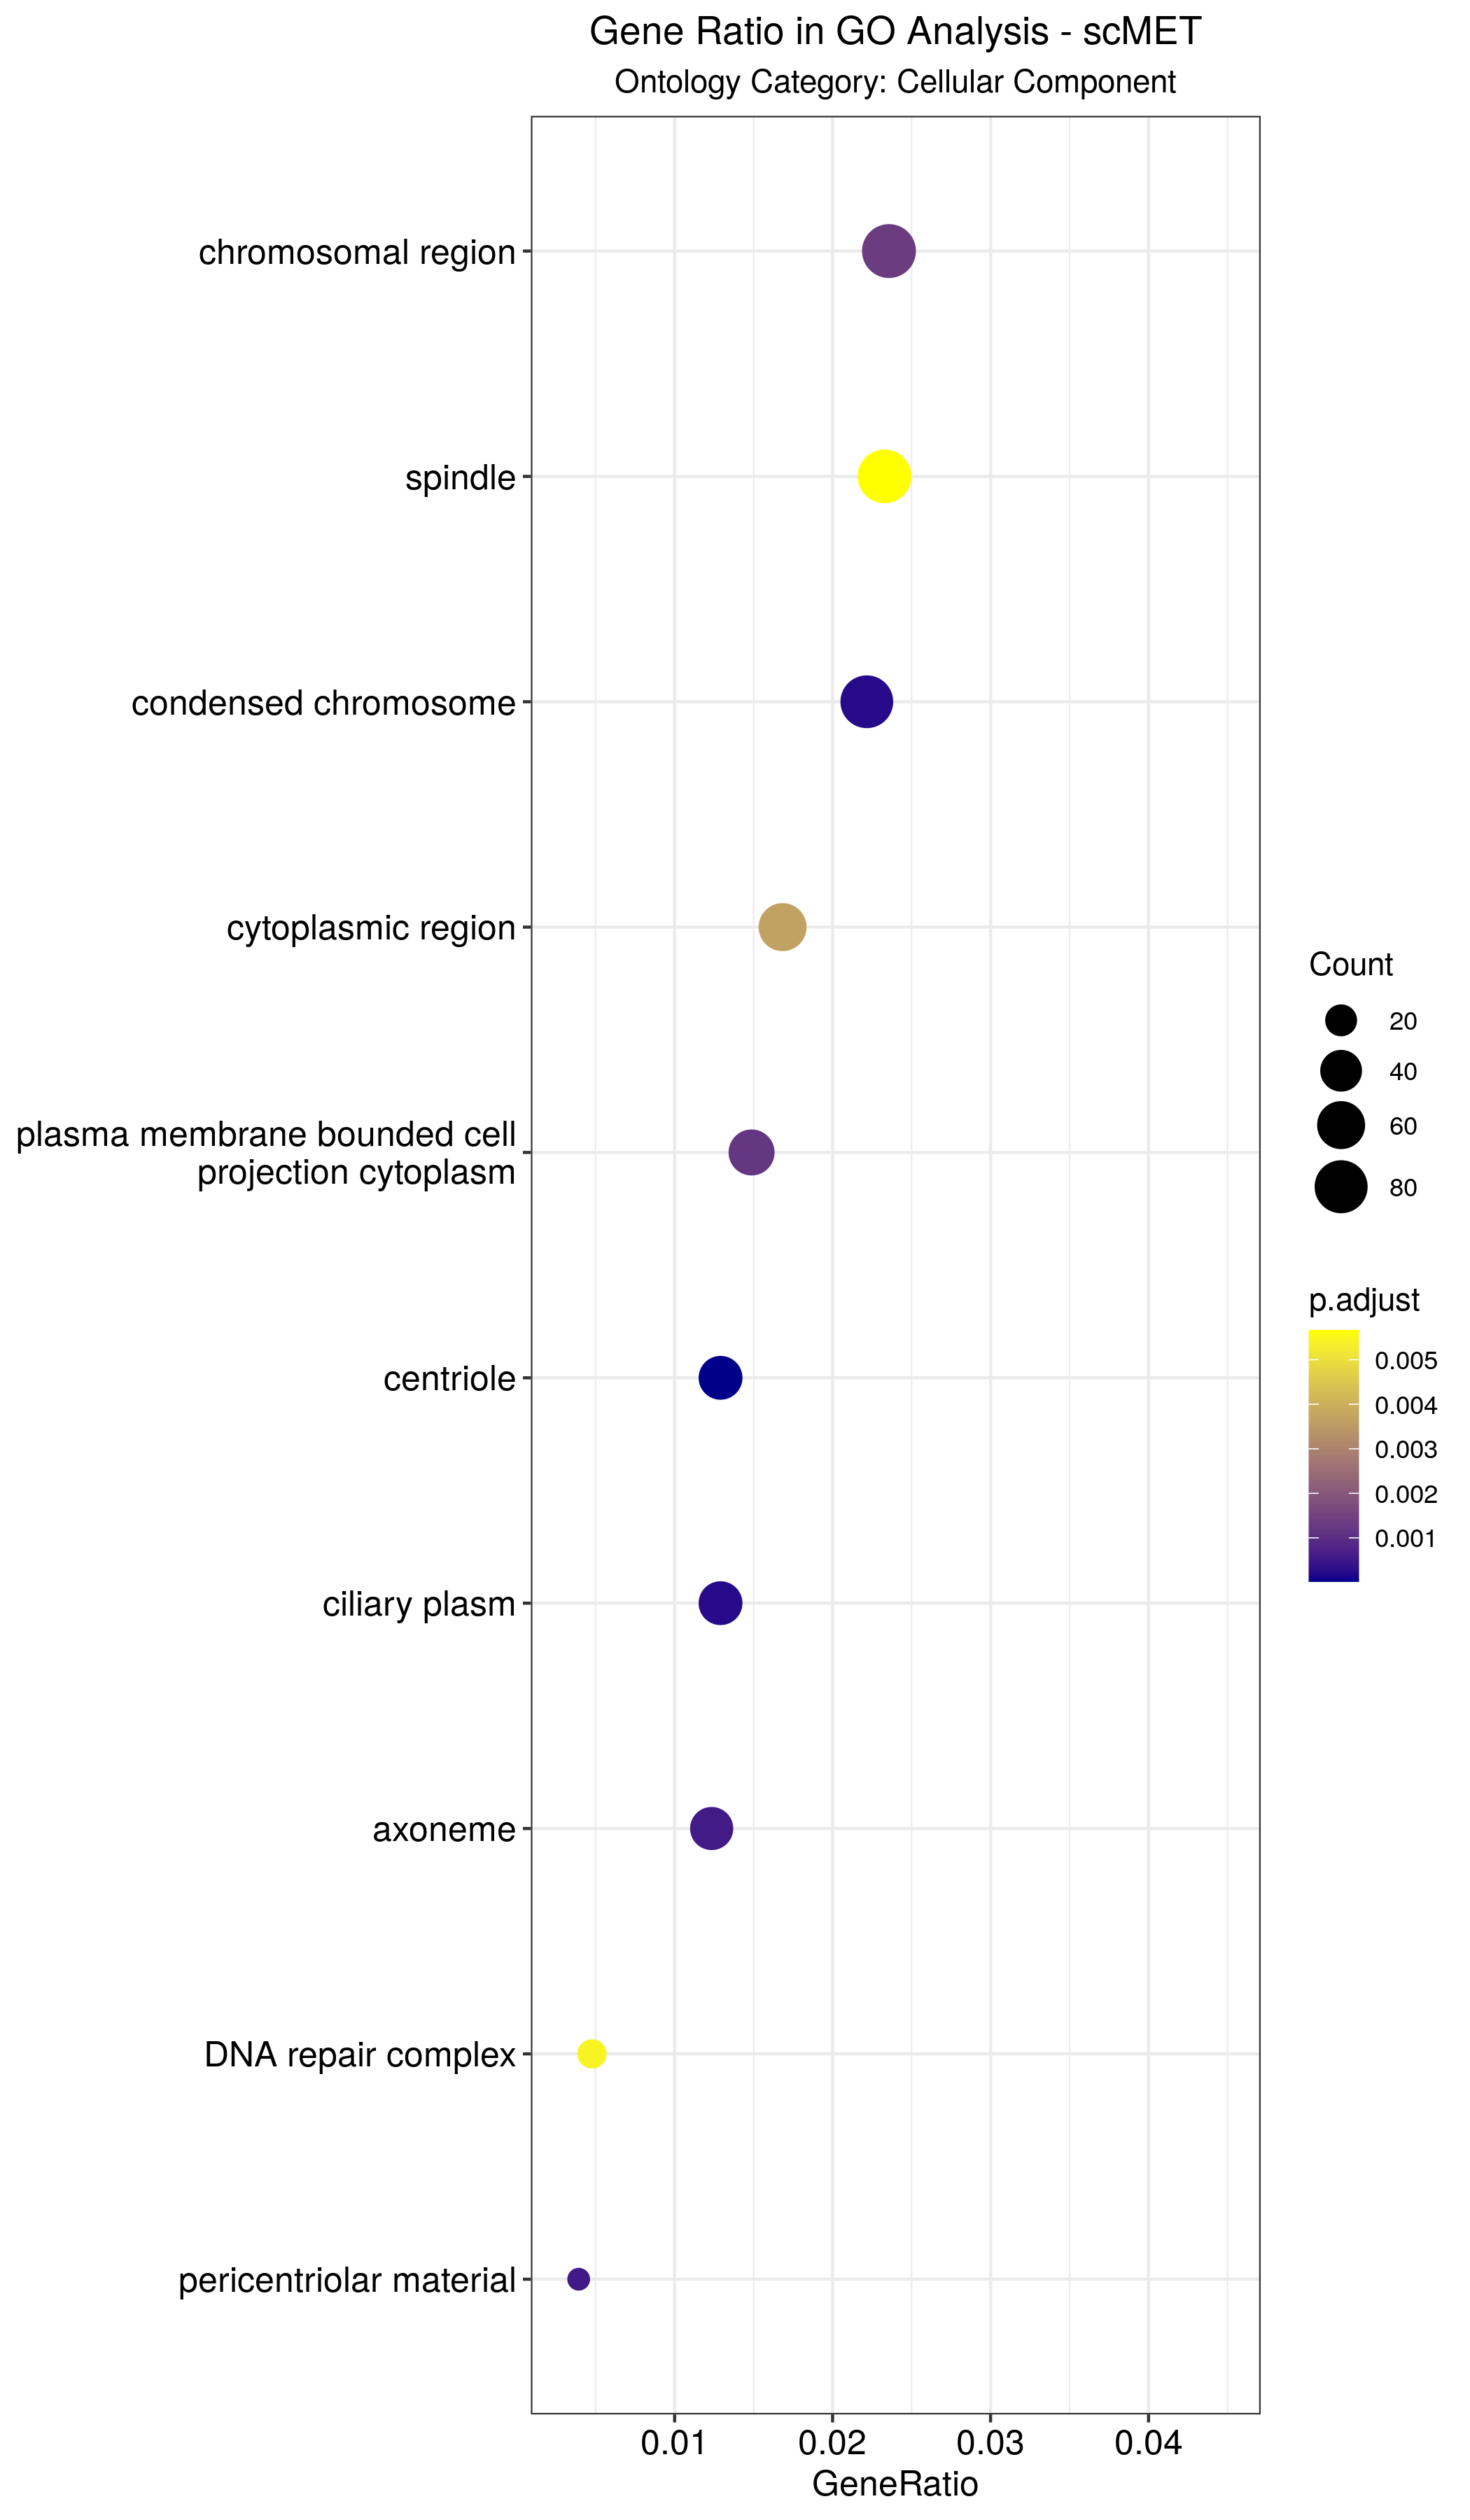 Gene Ratio in GO Analysis - scMET
Ontology Category: Cellular Component
chromosomal region
spindle
condensed chromosome
cytoplasmic region
plasma membrane bounded cell
projection cytoplasm
centriole
ciliary plasm
axoneme
DNA repair complex
pericentriolar material
0.01
0.02
0.03
0.04
GeneRatio
Count
20
40
60
80
p.adjust
0.005
0.004
0.003
0.002
0.001